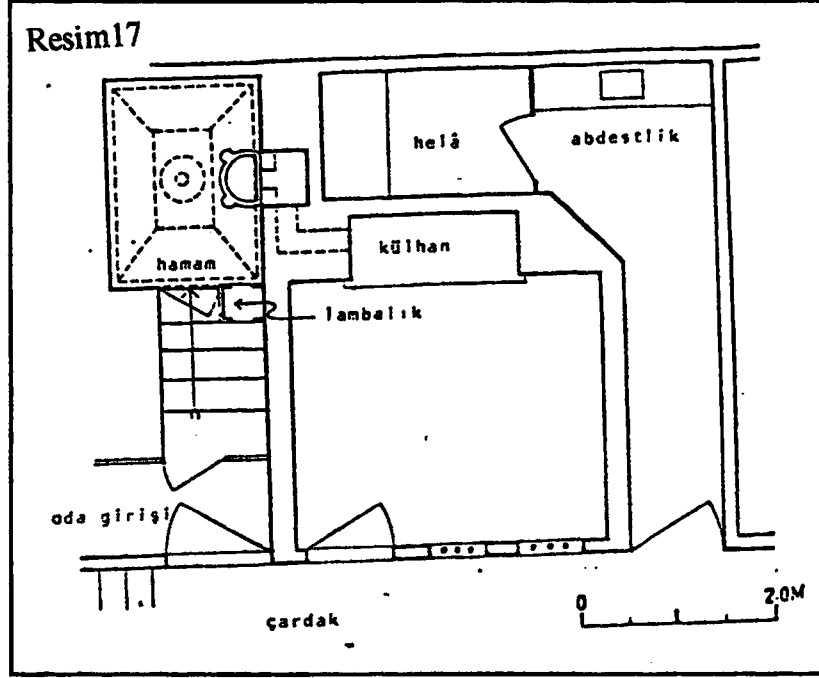 Resim17
helâ
abdestlik
külhan
hamam
lambalık
oda girişi
çardak
0 2.0M